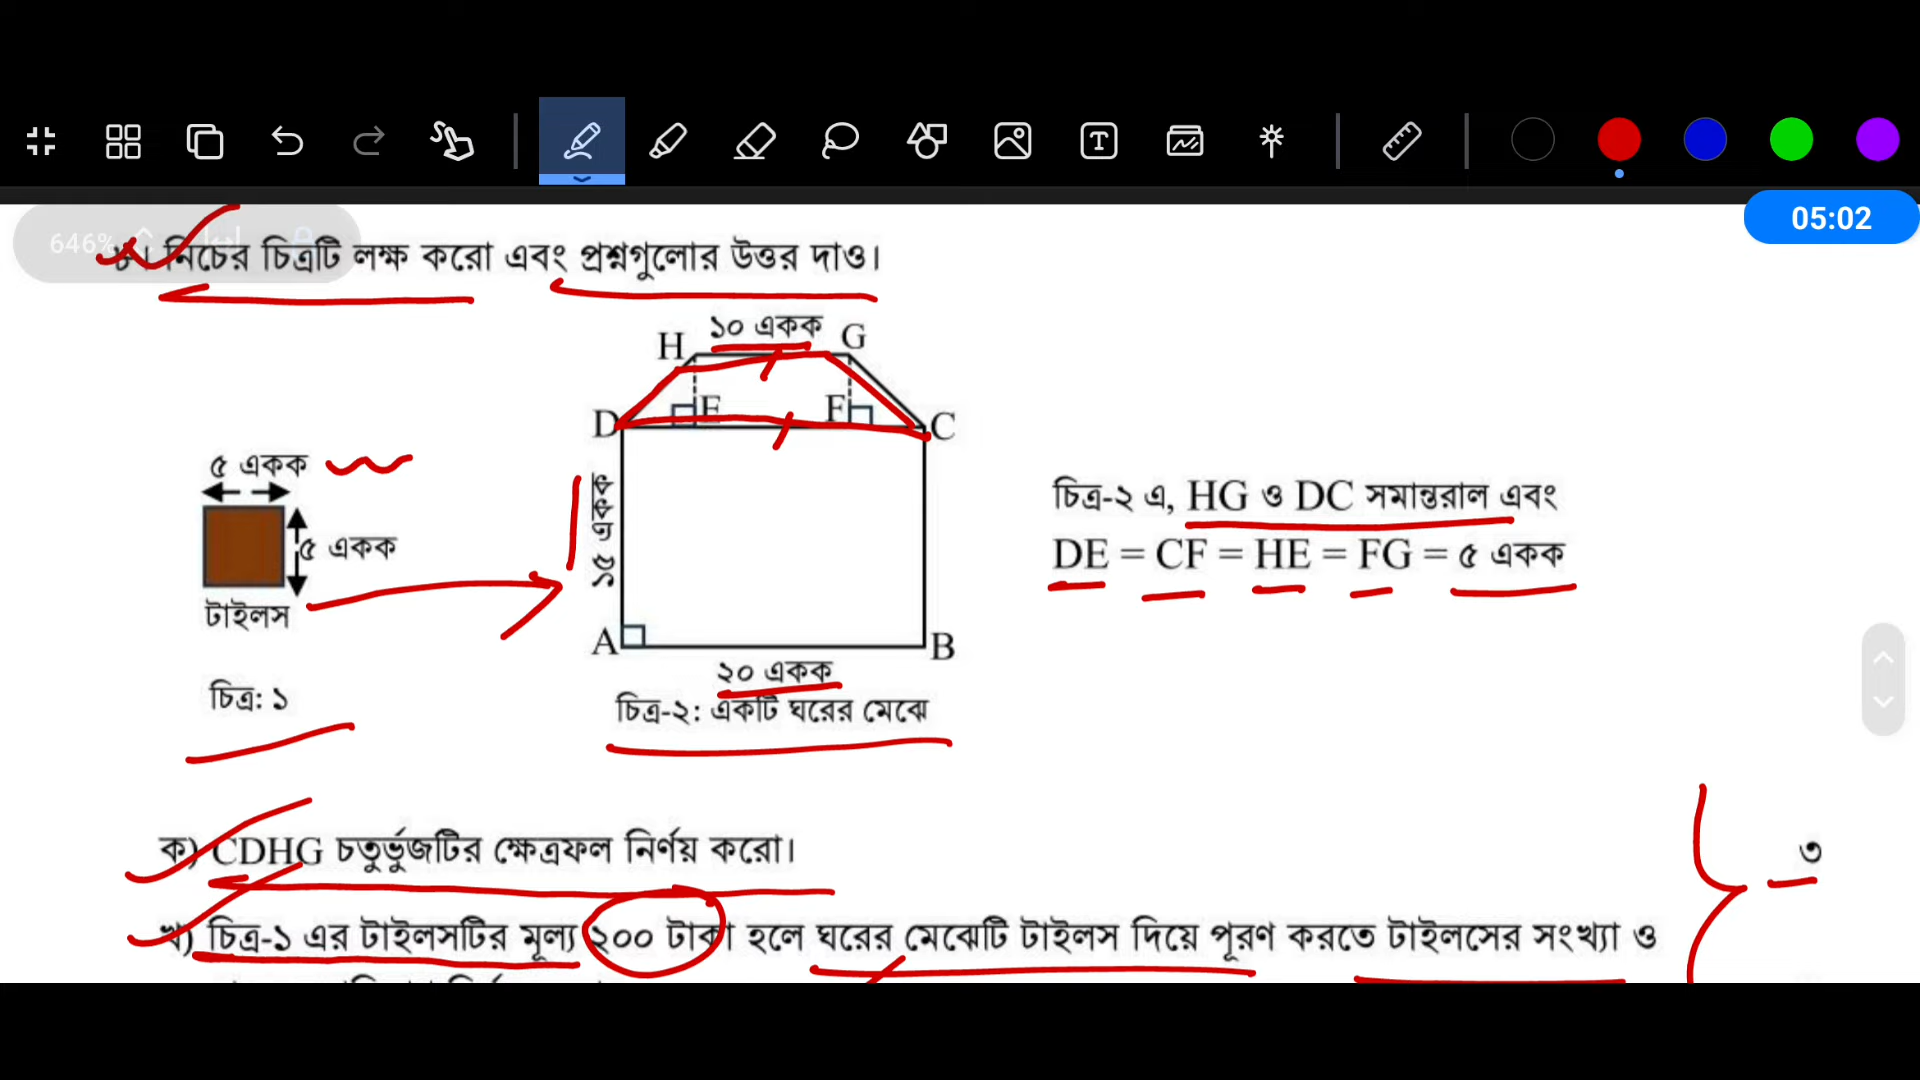 05:02
646%
৮। নিচের চিত্রটি লক্ষ করো এবং প্রশ্নগুলোর উত্তর দাও।
১০ একক
H G
D E F C
৫ একক
৫ একক
টাইলস
চিত্র: ১
১৫ একক
A B
২০ একক
চিত্র-২: একটি ঘরের মেঝে
চিত্র-২ এ, HG ও DC সমান্তরাল এবং
DE = CF = HE = FG = ৫ একক
ক) CDHG চতুর্ভুজটির ক্ষেত্রফল নির্ণয় করো।
৩
খ) চিত্র-১ এর টাইলসটির মূল্য ২০০ টাকা হলে ঘরের মেঝেটি টাইলস দিয়ে পূরণ করতে টাইলসের সংখ্যা ও